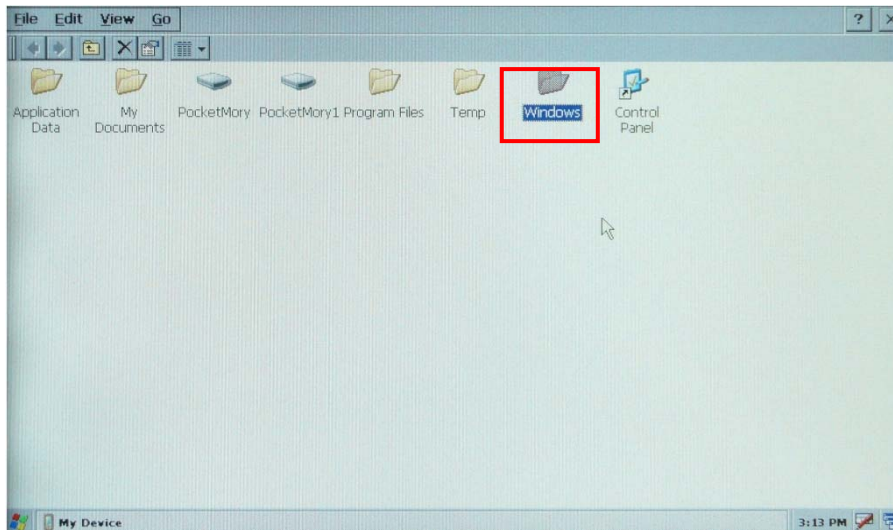 File Edit View Go
?
Application Data
My Documents
PocketMory
PocketMory1
Program Files
Temp
Windows
Control Panel
My Device
3:13 PM